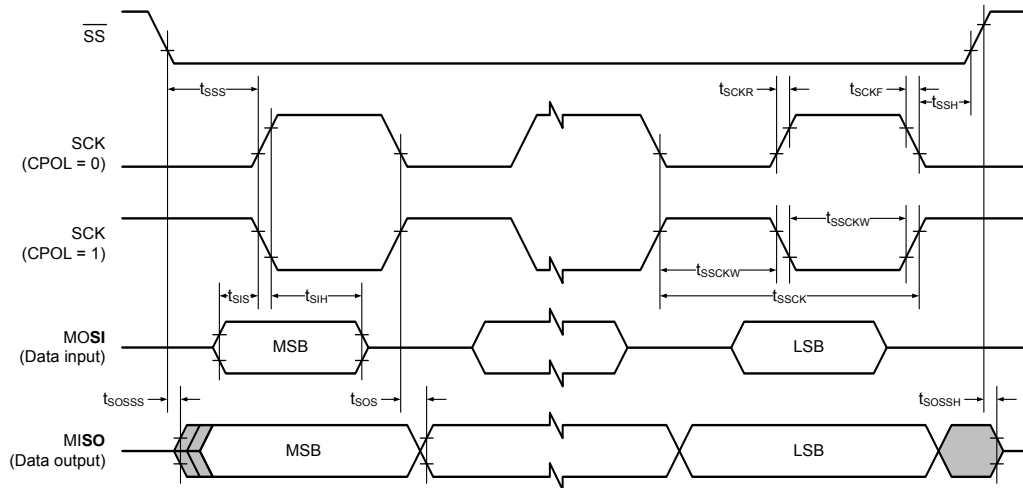 SS
tSSS
tSCKR
tSCKF
tSSH
SCK
(CPOL = 0)
SCK
(CPOL = 1)
tSSCKW
tSSCKW
tSIS
tSIH
tSSCK
MOSI
(Data input)
MSB
LSB
tSOSSS
tSOS
tSOSSH
MISO
(Data output)
MSB
LSB